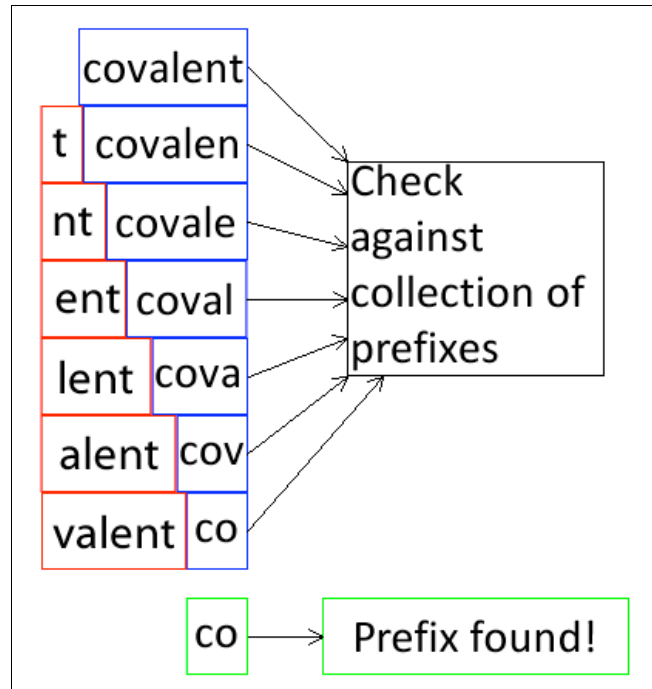 covalent
t covalen
nt covale
ent coval
lent cova
alent cov
valent co
Check
against
collection of
prefixes
co Prefix found!